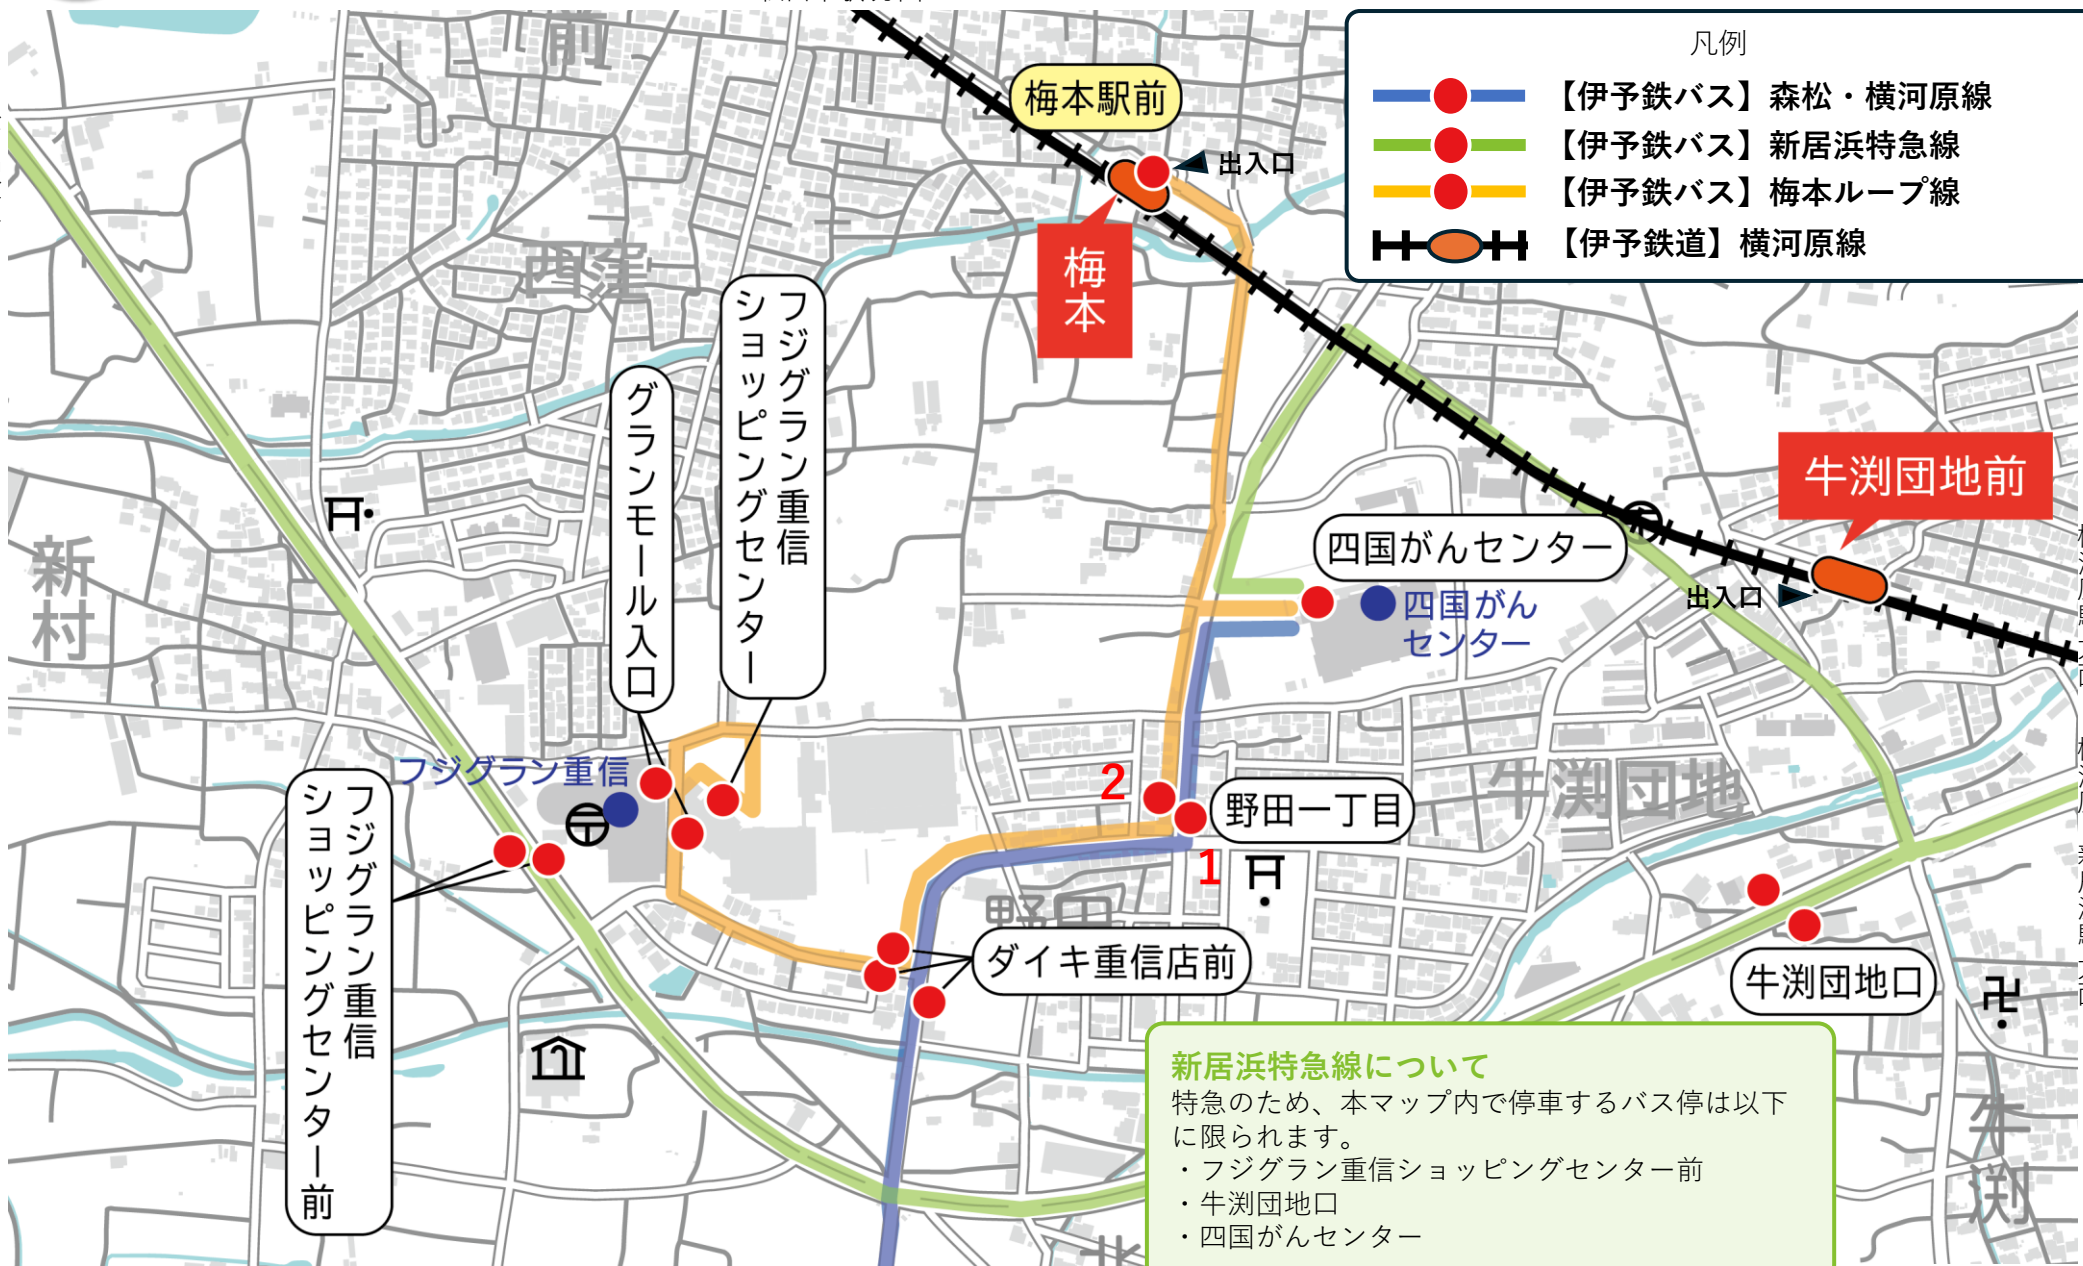 凡例
【伊予鉄バス】森松・横河原線
【伊予鉄バス】新居浜特急線
【伊予鉄バス】梅本ループ線
【伊予鉄道】横河原線
梅本駅前
出入口
梅本
西窪
フジグラン重信
ショッピングセンター
グランモール入口
牛渕団地前
出入口
四国がんセンター
四国がん
センター
新村
フジグラン重信
2
野田一丁目
1
牛渕団地
フジグラン重信
ショッピングセンター前
野田
ダイキ重信店前
牛渕団地口
牛渕
新居浜特急線について
特急のため、本マップ内で停車するバス停は以下
に限られます。
・フジグラン重信ショッピングセンター前
・牛渕団地口
・四国がんセンター